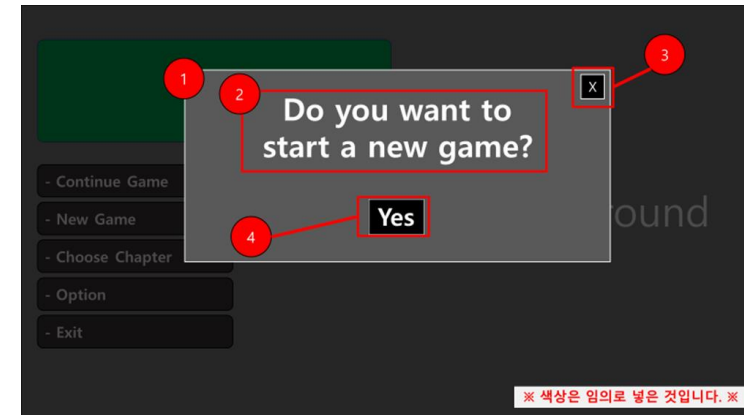 1
2
3
X
Do you want to
start a new game?
- Continue Game
- New Game
Yes
ound
4
- Choose Chapter
- Option
- Exit
※ 색상은 임의로 넣은 것입니다. ※